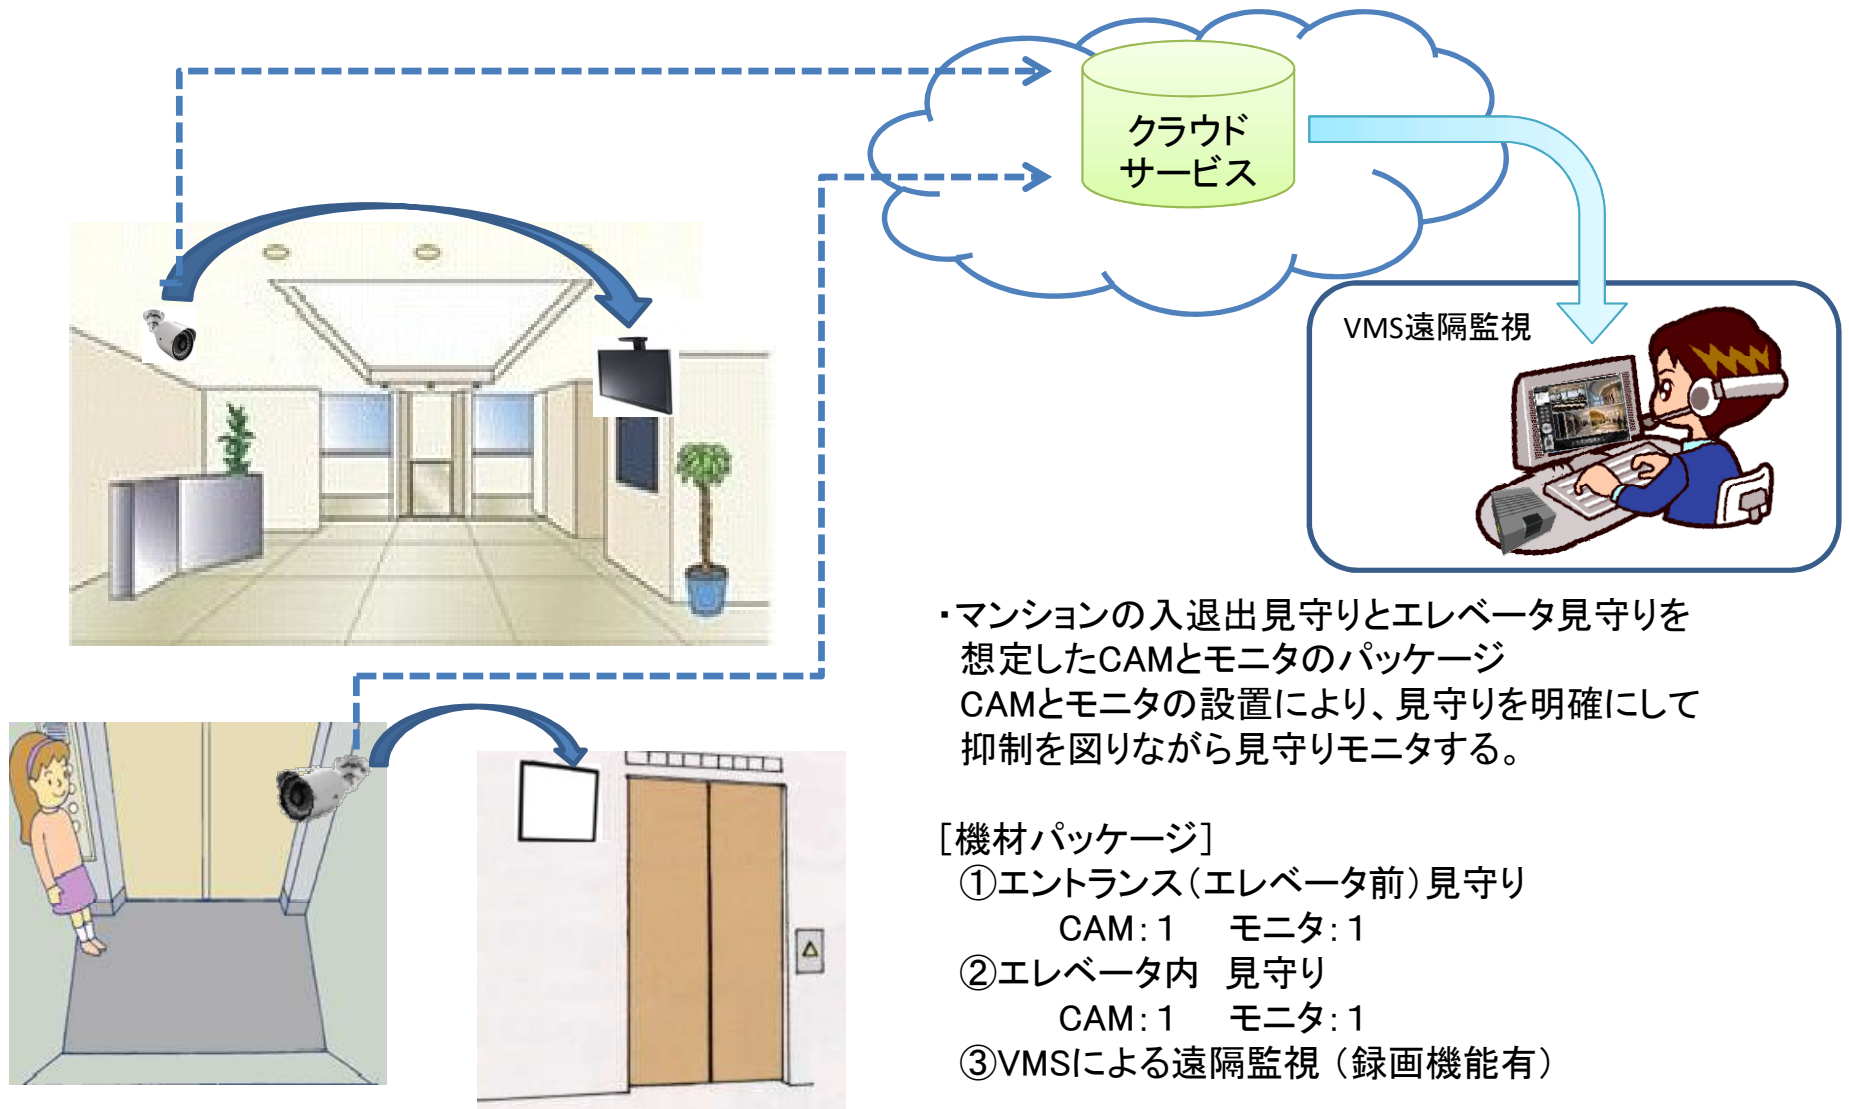 クラウド
サービス
VMS遠隔監視
・マンションの入退出見守りとエレベータ見守りを
想定したCAMとモニタのパッケージ
CAMとモニタの設置により、見守りを明確にして
抑制を図りながら見守りモニタする。
[機材パッケージ]
①エントランス（エレベータ前）見守り
CAM：１　モニタ：１
②エレベータ内　見守り
CAM：１　モニタ：１
③VMSによる遠隔監視（録画機能有）